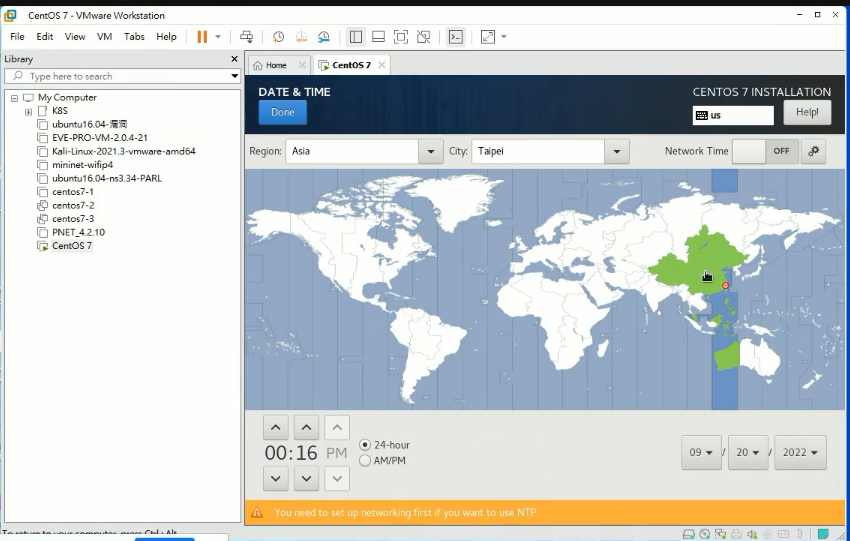 CentOS 7 - VMware Workstation
File Edit View VM Tabs Help
Library
Type here to search
My Computer
K8S
ubuntu16.04-漏洞
EVE-PRO-VM-2.0.4-21
Kali-Linux-2021.3-vmware-amd64
mininet-wifip4
ubuntu16.04-ns3.34-PARL
centos7-1
centos7-2
centos7-3
PNET_4.2.10
CentOS 7
Home CentOS 7
DATE & TIME CENTOS 7 INSTALLATION
Done us Help!
Region: Asia City: Taipei Network Time OFF
00:16 PM
24-hour
AM/PM
09 / 20 / 2022
You need to set up networking first if you want to use NTP
To return to your computer, press Ctrl+Alt.